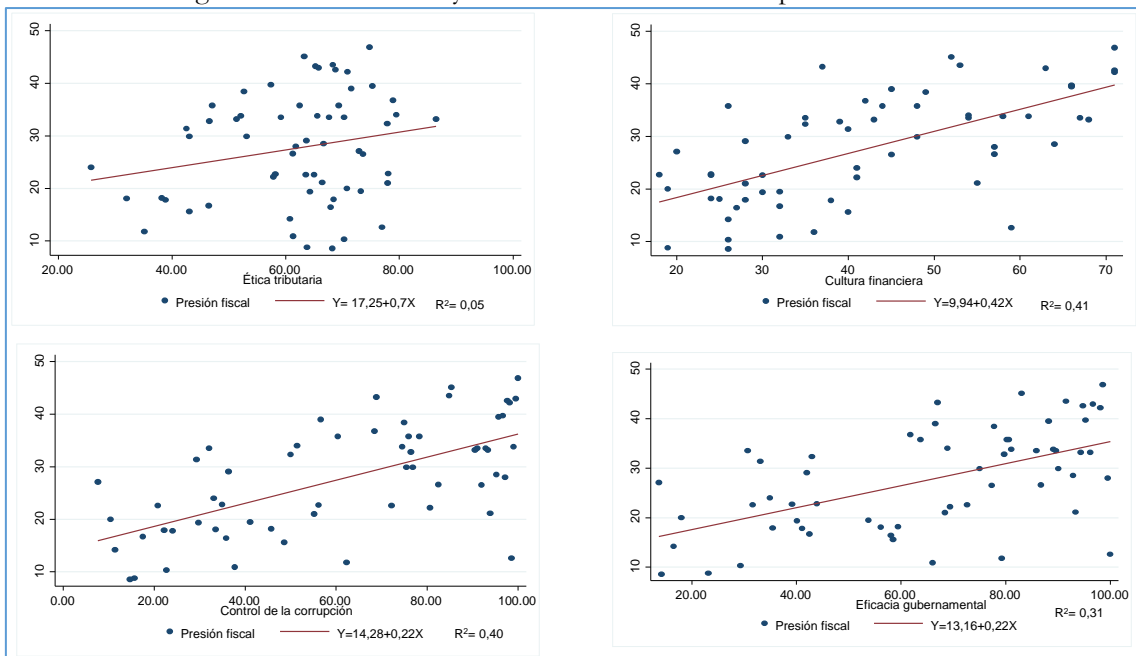 50
40
30
20
10
20.00 40.00 60.00 80.00 100.00
Ética tributaria
Presión fiscal Y= 17,25+0,7X R²= 0,05
50
40
30
20
10
20 30 40 50 60 70
Cultura financiera
Presión fiscal Y=9,94+0,42X R²= 0,41
50
40
30
20
10
0.00 20.00 40.00 60.00 80.00 100.00
Control de la corrupción
Presión fiscal Y=14,28+0,22X R²= 0,40
50
40
30
20
10
20.00 40.00 60.00 80.00 100.00
Eficacia gubernamental
Presión fiscal Y=13,16+0,22X R²= 0,31